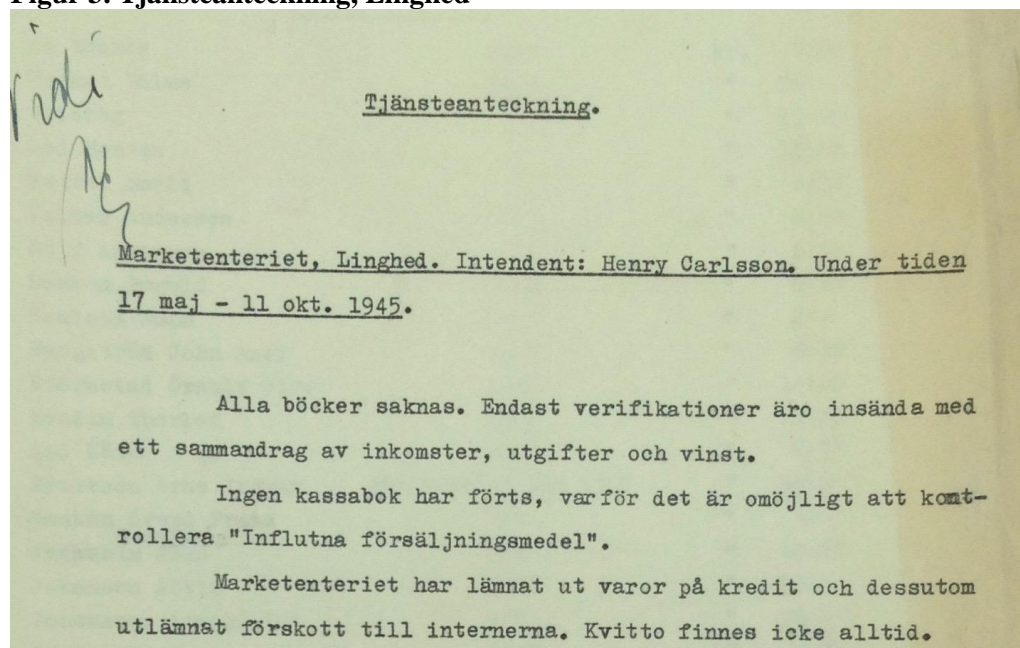 Figur 3. Tjänsteanteckning, Linghed
Vidi
Tjänsteanteckning.
Marketenteriet, Linghed. Intendent: Henry Carlsson. Under tiden
17 maj - 11 okt. 1945.
Alla böcker saknas. Endast verifikationer äro insända med
ett sammandrag av inkomster, utgifter och vinst.
Ingen kassabok har förts, varför det är omöjligt att kont-
rollera "Influtna försäljningsmedel".
Marketenteriet har lämnat ut varor på kredit och dessutom
utlämnat förskott till internerna. Kvitto finnes icke alltid.